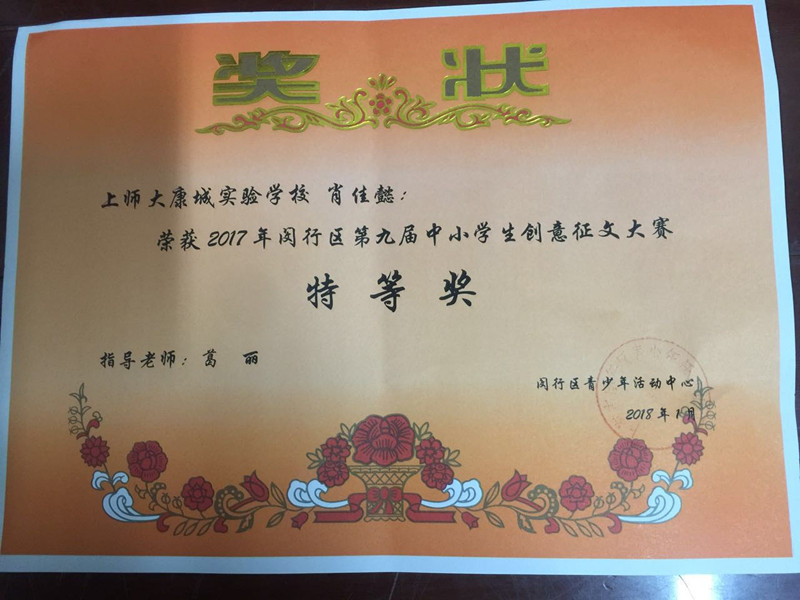 奖状
上师大康城实验学校 肖佳懿：
荣获2017年闵行区第九届中小学生创意征文大赛
特等奖
指导老师：葛 丽
闵行区青少年活动中心
2018年1月